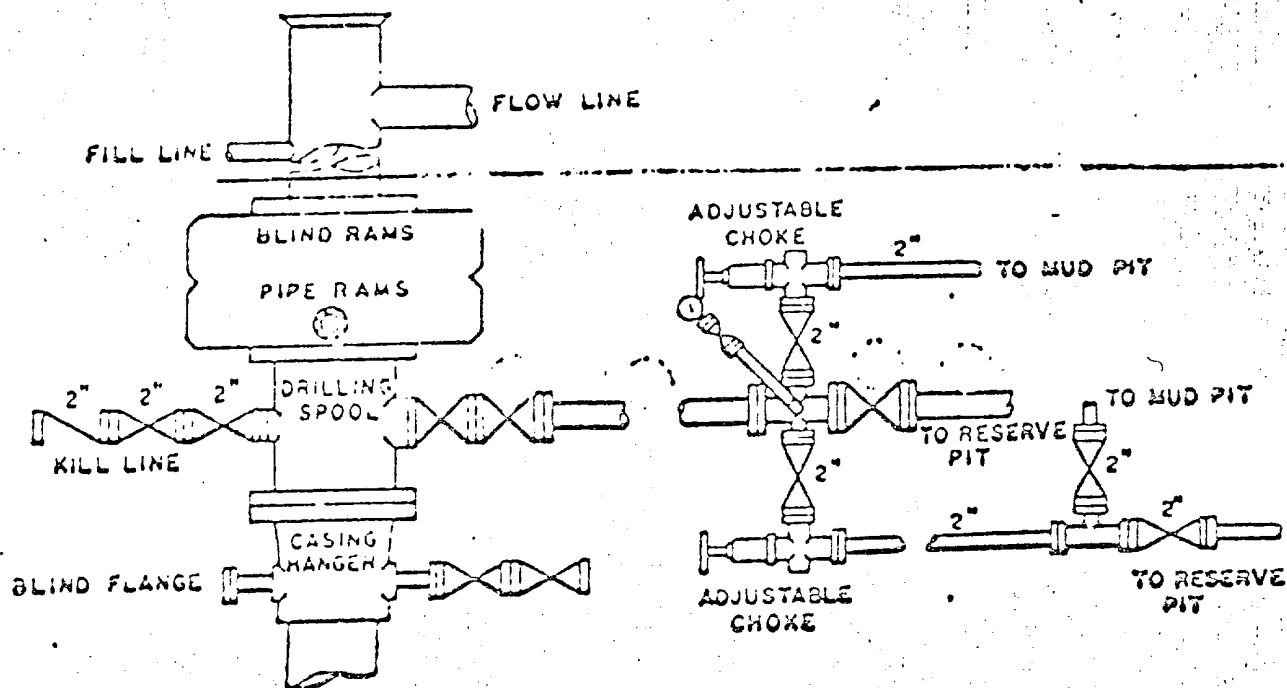 FLOW LINE
FILL LINE
BLIND RAMS
PIPE RAMS
ADJUSTABLE
CHOKE
2"
TO MUD PIT
2"
2" 2" 2"
DRILLING
SPOOL
KILL LINE
TO RESERVE
PIT
TO MUD PIT
2"
2"
2"
2"
CASING
HANGER
BLIND FLANGE
ADJUSTABLE
CHOKE
TO RESERVE
PIT